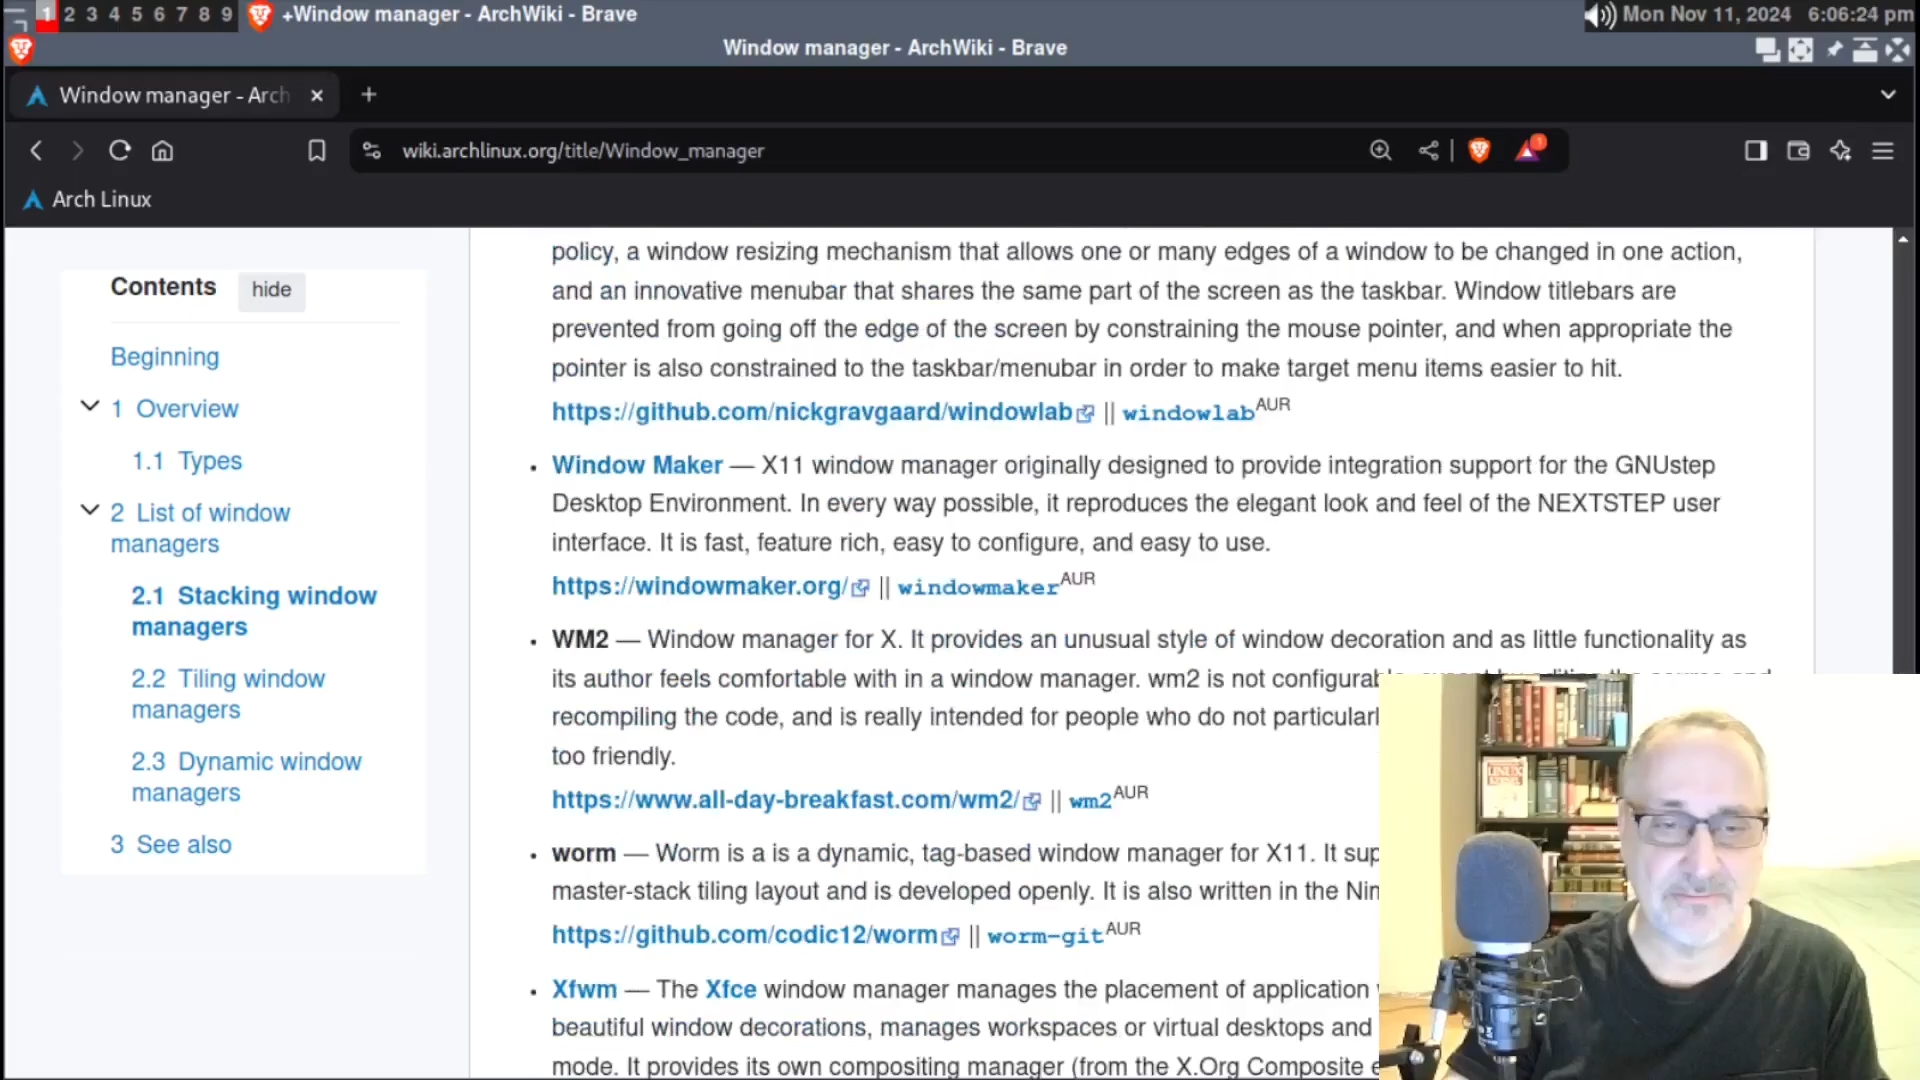 1 2 3 4 5 6 7 8 9 +Window manager - ArchWiki - Brave Mon Nov 11, 2024 6:06:24 pm
Window manager - ArchWiki - Brave
Window manager - Arch
wiki.archlinux.org/title/Window_manager
1
Arch Linux
Contents hide
Beginning
1 Overview
1.1 Types
2 List of window
managers
2.1 Stacking window
managers
2.2 Tiling window
managers
2.3 Dynamic window
managers
3 See also
policy, a window resizing mechanism that allows one or many edges of a window to be changed in one action,
and an innovative menubar that shares the same part of the screen as the taskbar. Window titlebars are
prevented from going off the edge of the screen by constraining the mouse pointer, and when appropriate the
pointer is also constrained to the taskbar/menubar in order to make target menu items easier to hit.
https://github.com/nickgravgaard/windowlab || windowlabAUR
• Window Maker — X11 window manager originally designed to provide integration support for the GNUstep
Desktop Environment. In every way possible, it reproduces the elegant look and feel of the NEXTSTEP user
interface. It is fast, feature rich, easy to configure, and easy to use.
https://windowmaker.org/ || windowmakerAUR
• WM2 — Window manager for X. It provides an unusual style of window decoration and as little functionality as
its author feels comfortable with in a window manager. wm2 is not
recompiling the code, and is really intended for people who do not
too friendly.
https://www.all-day-breakfast.com/wm2/ || wm2AUR
• worm — Worm is a is a dynamic, tag-based window manager for X11. It
master-stack tiling layout and is developed openly. It is also written in the
https://github.com/codic12/worm || worm-gitAUR
• Xfwm — The Xfce window manager manages the placement of application
beautiful window decorations, manages workspaces or virtual desktops and
mode. It provides its own compositing manager (from the X.Org Composite
LINUX